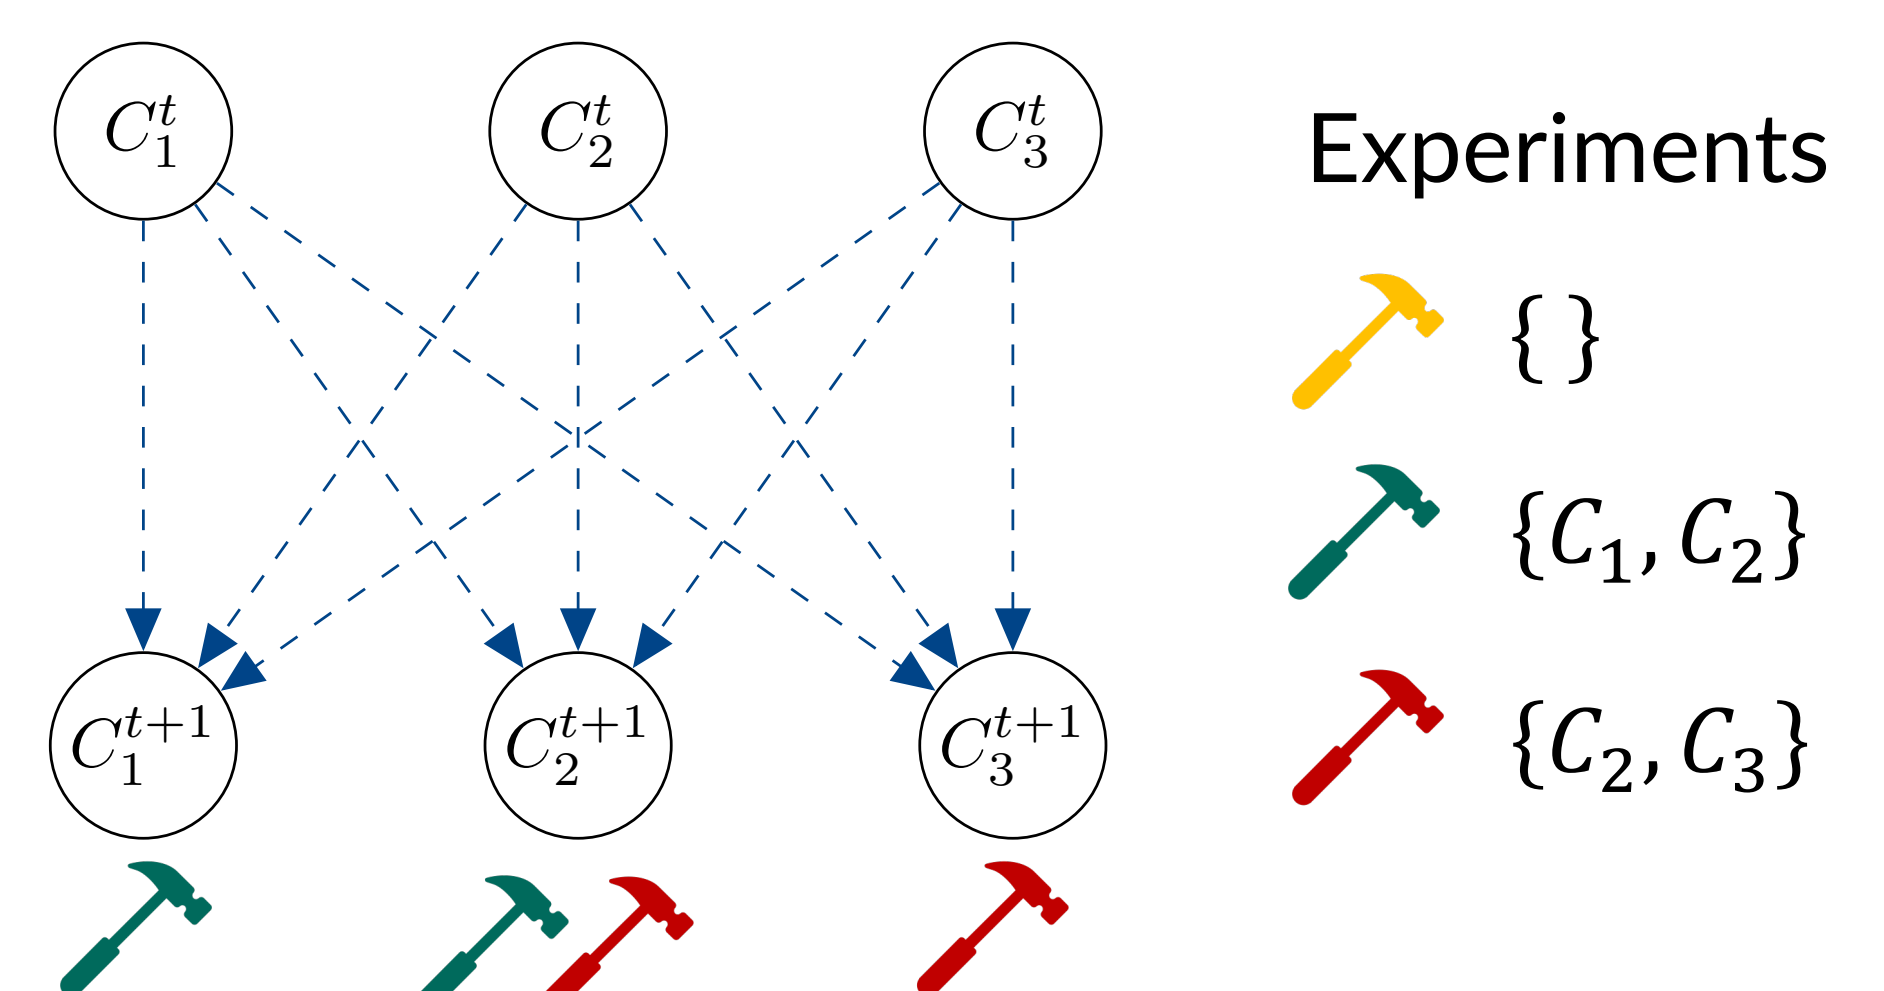 C_1^t
C_2^t
C_3^t
Experiments
{ }
{C_1, C_2}
{C_2, C_3}
C_1^{t+1}
C_2^{t+1}
C_3^{t+1}